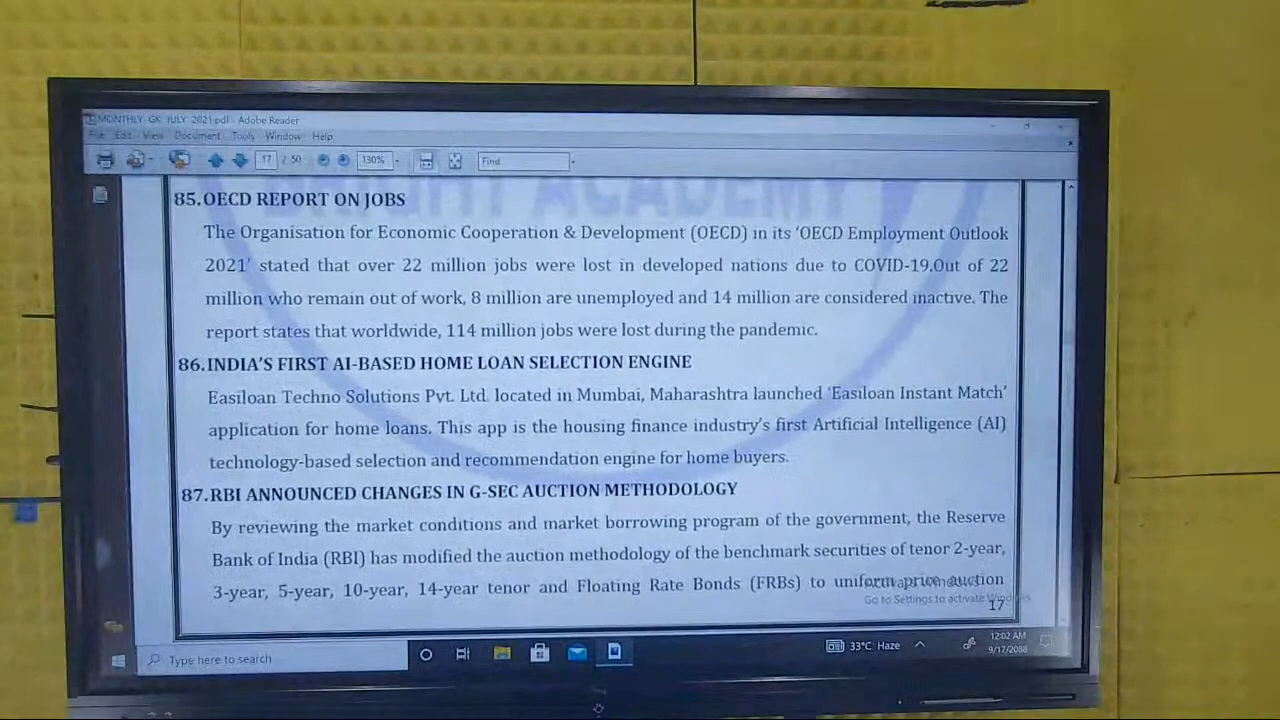 MONTHLY GK JULY 2021.pdf - Adobe Reader
File Edit View Document Tools Window Help
17 / 50 130% Find
BRIGHT ACADEMY
85. OECD REPORT ON JOBS
The Organisation for Economic Cooperation & Development (OECD) in its 'OECD Employment Outlook
2021' stated that over 22 million jobs were lost in developed nations due to COVID-19.Out of 22
million who remain out of work, 8 million are unemployed and 14 million are considered inactive. The
report states that worldwide, 114 million jobs were lost during the pandemic.
86. INDIA'S FIRST AI-BASED HOME LOAN SELECTION ENGINE
Easiloan Techno Solutions Pvt. Ltd. located in Mumbai, Maharashtra launched 'Easiloan Instant Match'
application for home loans. This app is the housing finance industry's first Artificial Intelligence (AI)
technology-based selection and recommendation engine for home buyers.
87. RBI ANNOUNCED CHANGES IN G-SEC AUCTION METHODOLOGY
By reviewing the market conditions and market borrowing program of the government, the Reserve
Bank of India (RBI) has modified the auction methodology of the benchmark securities of tenor 2-year,
3-year, 5-year, 10-year, 14-year tenor and Floating Rate Bonds (FRBs) to uniform price auction
Go to Settings to activate Windows.
17
Type here to search
33°C Haze
12:02 AM
9/17/2088